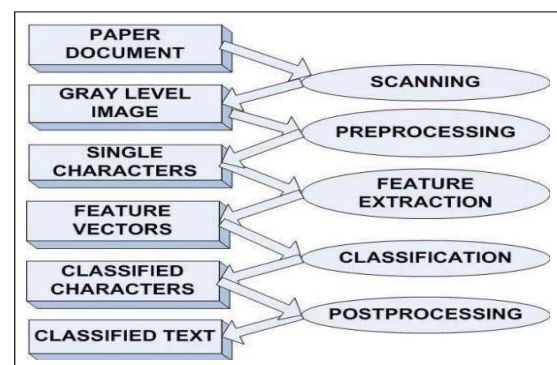 PAPER
DOCUMENT
SCANNING
GRAY LEVEL
IMAGE
PREPROCESSING
SINGLE
CHARACTERS
FEATURE
EXTRACTION
FEATURE
VECTORS
CLASSIFICATION
CLASSIFIED
CHARACTERS
POSTPROCESSING
CLASSIFIED TEXT